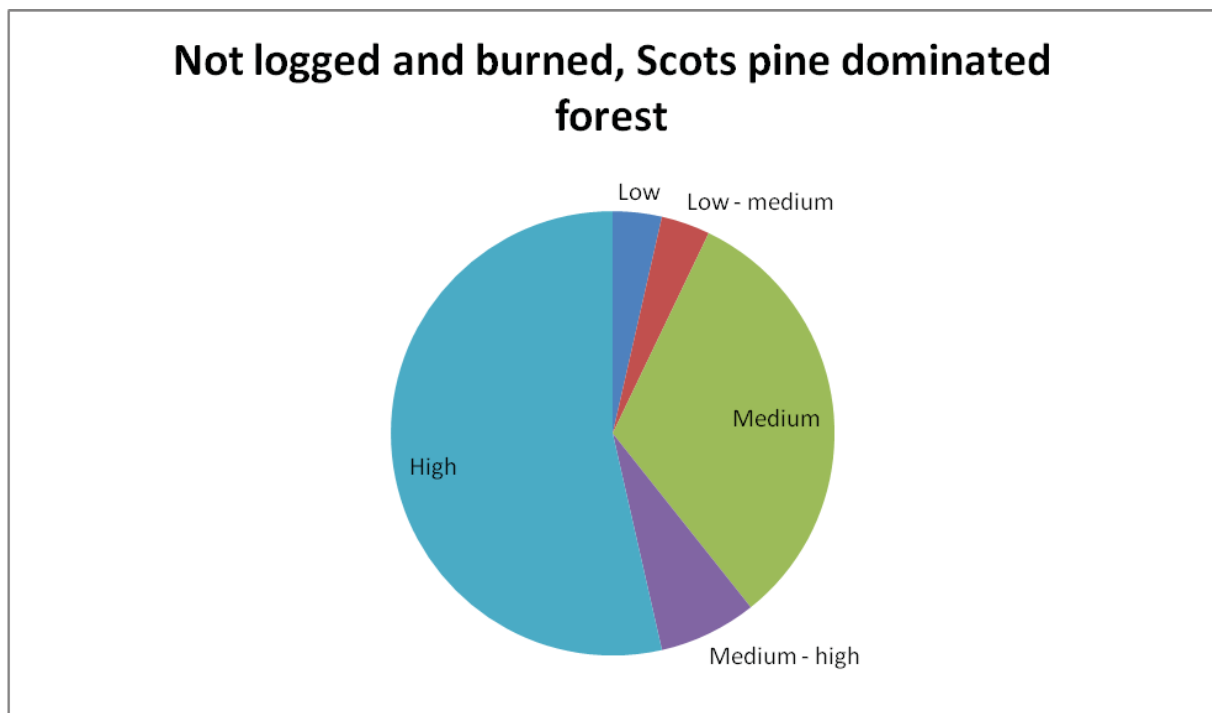 Not logged and burned, Scots pine dominated
forest
Low
Low - medium
Medium
High
Medium - high